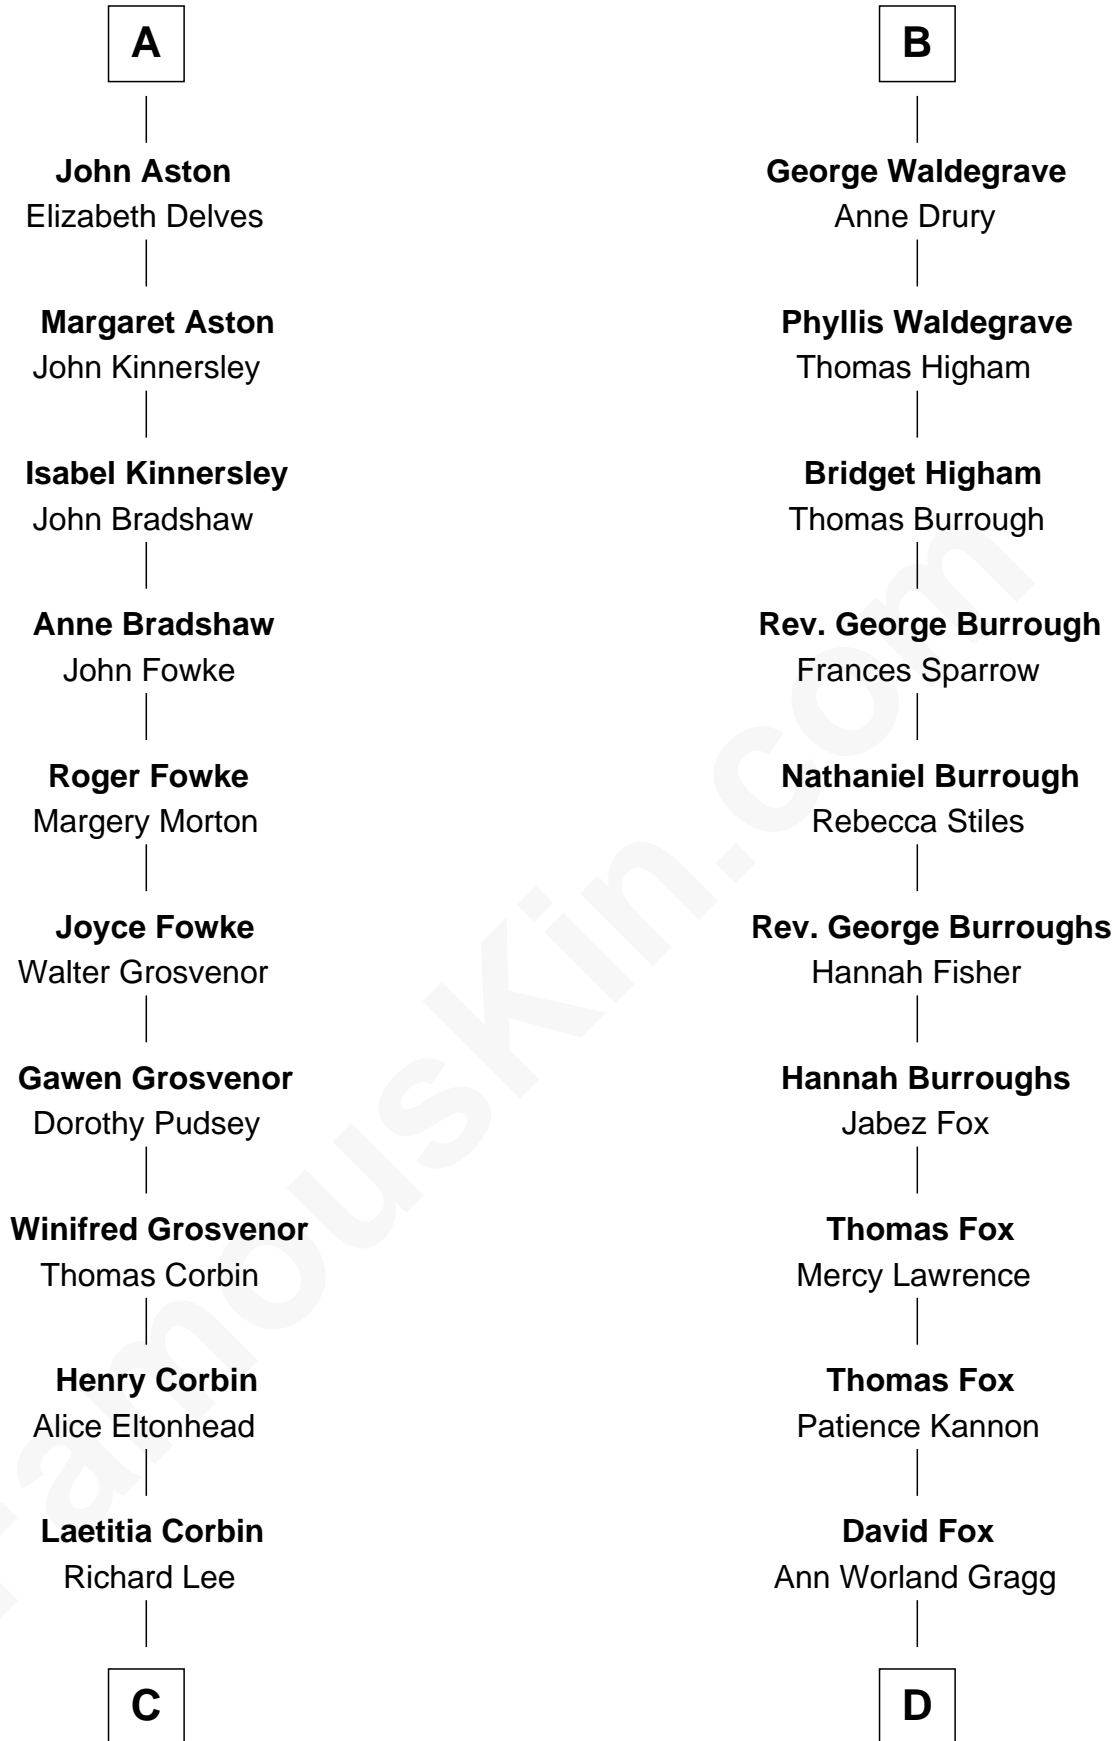 A
John Aston
Elizabeth Delves
Margaret Aston
John Kinnersley
Isabel Kinnersley
John Bradshaw
Anne Bradshaw
John Fowke
Roger Fowke
Margery Morton
Joyce Fowke
Walter Grosvenor
Gawen Grosvenor
Dorothy Pudsey
Winifred Grosvenor
Thomas Corbin
Henry Corbin
Alice Eltonhead
Laetitia Corbin
Richard Lee
C
B
George Waldegrave
Anne Drury
Phyllis Waldegrave
Thomas Higham
Bridget Higham
Thomas Burrough
Rev. George Burrough
Frances Sparrow
Nathaniel Burrough
Rebecca Stiles
Rev. George Burroughs
Hannah Fisher
Hannah Burroughs
Jabez Fox
Thomas Fox
Mercy Lawrence
Thomas Fox
Patience Kannon
David Fox
Ann Worland Gragg
D
FamousKin.com